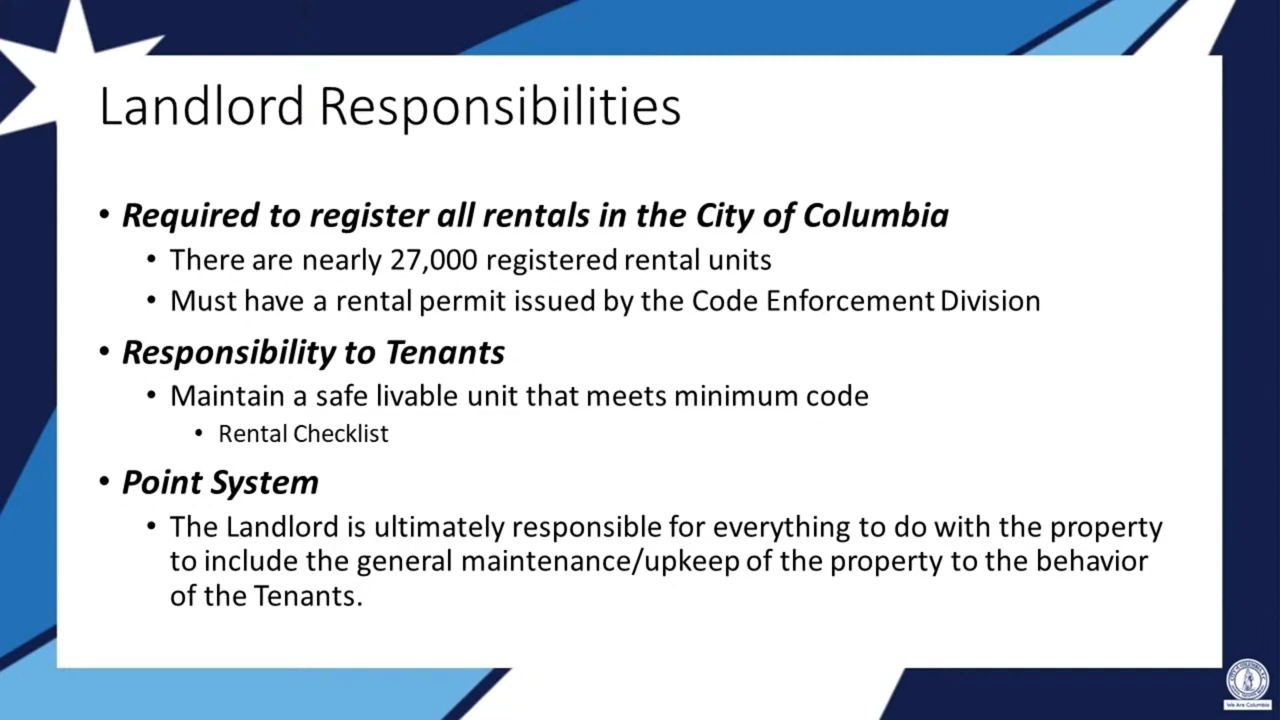 Landlord Responsibilities
• Required to register all rentals in the City of Columbia
• There are nearly 27,000 registered rental units
• Must have a rental permit issued by the Code Enforcement Division
• Responsibility to Tenants
• Maintain a safe livable unit that meets minimum code
• Rental Checklist
• Point System
• The Landlord is ultimately responsible for everything to do with the property
to include the general maintenance/upkeep of the property to the behavior
of the Tenants.
We Are Columbia